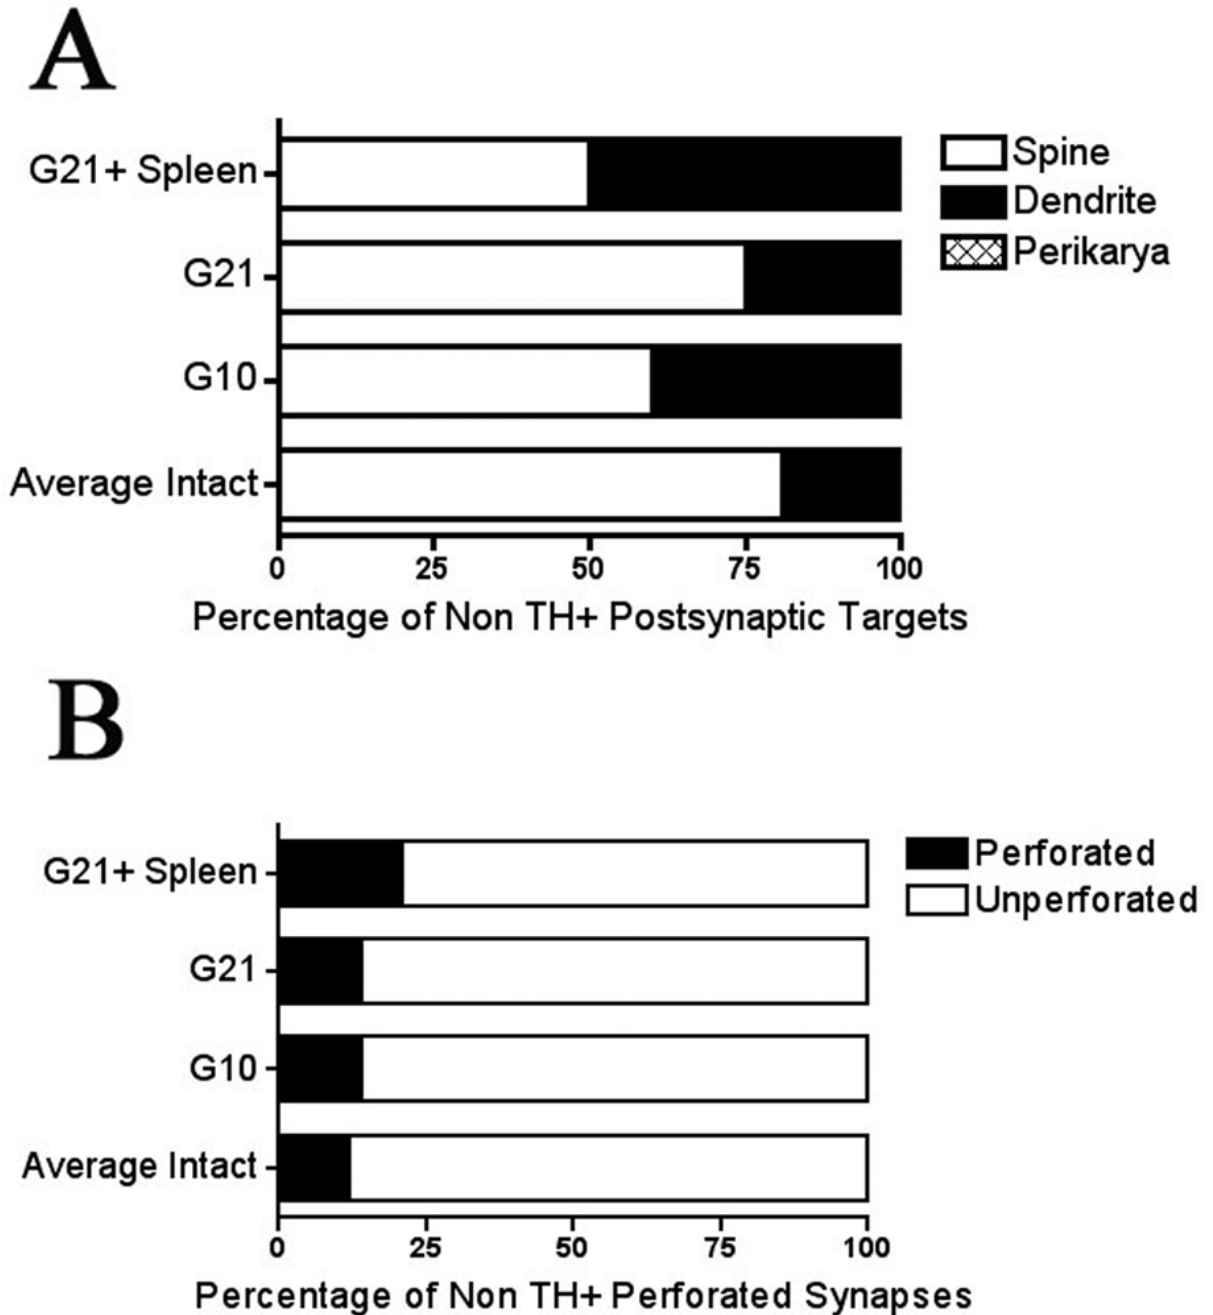 A
G21+ Spleen
G21
G10
Average Intact
Spine
Dendrite
Perikarya
0 25 50 75 100
Percentage of Non TH+ Postsynaptic Targets
B
G21+ Spleen
G21
G10
Average Intact
Perforated
Unperforated
0 25 50 75 100
Percentage of Non TH+ Perforated Synapses